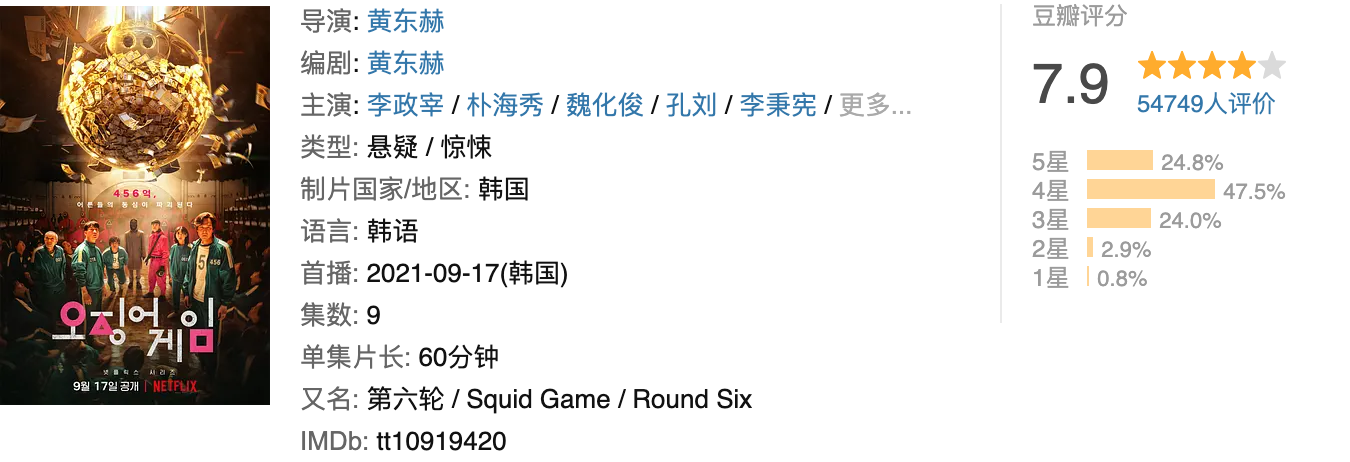 456억,
어른들의 동심이 파괴된다
5
456
오징어
게임
넷플릭스 시리즈
9월 17일 공개 | NETFLIX
导演: 黄东赫
编剧: 黄东赫
主演: 李政宰 / 朴海秀 / 魏化俊 / 孔刘 / 李秉宪 / 更多...
类型: 悬疑 / 惊悚
制片国家/地区: 韩国
语言: 韩语
首播: 2021-09-17(韩国)
集数: 9
单集片长: 60分钟
又名: 第六轮 / Squid Game / Round Six
IMDb: tt10919420
豆瓣评分
7.9
54749人评价
5星 24.8%
4星 47.5%
3星 24.0%
2星 2.9%
1星 0.8%